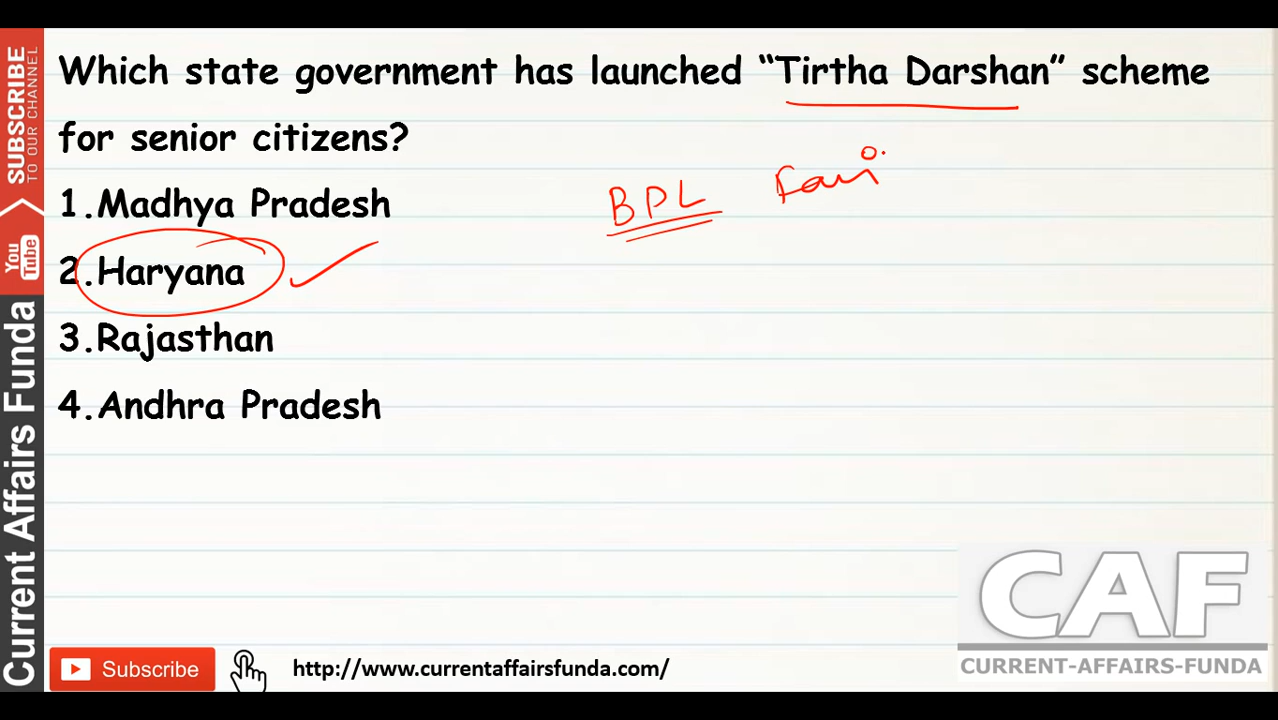 Which state government has launched “Tirtha Darshan” scheme
for senior citizens?
1.Madhya Pradesh
BPL
2.Haryana
3.Rajasthan
4.Andhra Pradesh
SUBSCRIBE
TO OUR CHANNEL
You
Tube
Current Affairs Funda
Subscribe
http://www.currentaffairsfunda.com/
CAF
CURRENT-AFFAIRS-FUNDA